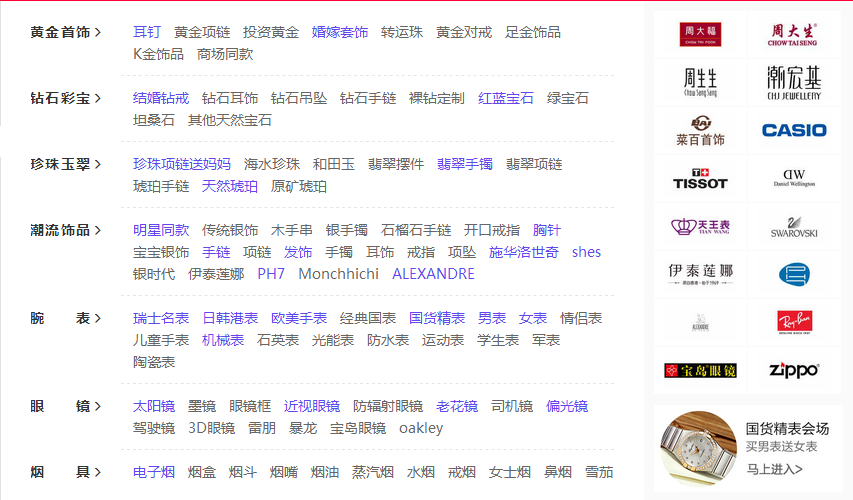 黄金首饰 > 耳钉 黄金项链 投资黄金 婚嫁套饰 转运珠 黄金对戒 足金饰品
K金饰品 商场同款
钻石彩宝 > 结婚钻戒 钻石耳饰 钻石吊坠 钻石手链 裸钻定制 红蓝宝石 绿宝石
坦桑石 其他天然宝石
珍珠玉翠 > 珍珠项链送妈妈 海水珍珠 和田玉 翡翠摆件 翡翠手镯 翡翠项链
琥珀手链 天然琥珀 原矿琥珀
潮流饰品 > 明星同款 传统银饰 木手串 银手镯 石榴石手链 开口戒指 胸针
宝宝银饰 手链 项链 发饰 手镯 耳饰 戒指 项坠 施华洛世奇 shes
银时代 伊泰莲娜 PH7 Monchhichi ALEXANDRE
腕 表 > 瑞士名表 日韩港表 欧美手表 经典国表 国货精表 男表 女表 情侣表
儿童手表 机械表 石英表 光能表 防水表 运动表 学生表 军表
陶瓷表
眼 镜 > 太阳镜 墨镜 眼镜框 近视眼镜 防辐射眼镜 老花镜 司机镜 偏光镜
驾驶镜 3D眼镜 雷朋 暴龙 宝岛眼镜 oakley
烟 具 > 电子烟 烟盒 烟斗 烟嘴 烟油 蒸汽烟 水烟 戒烟 女士烟 鼻烟 雪茄
周大福
CHOW TAI FOOK
周大生
CHOW TAI SENG
周生生
Chow Sang Sang
潮宏基
CHJ JEWELLERY
BAI
菜百首饰
CASIO
TISSOT
DW
Daniel Wellington
天王表
TIAN WANG
SWAROVSKI
伊泰莲娜
ALEXANDRE
Ray-Ban
宝岛眼镜
Zippo
国货精表会场
买男表送女表
马上进入>